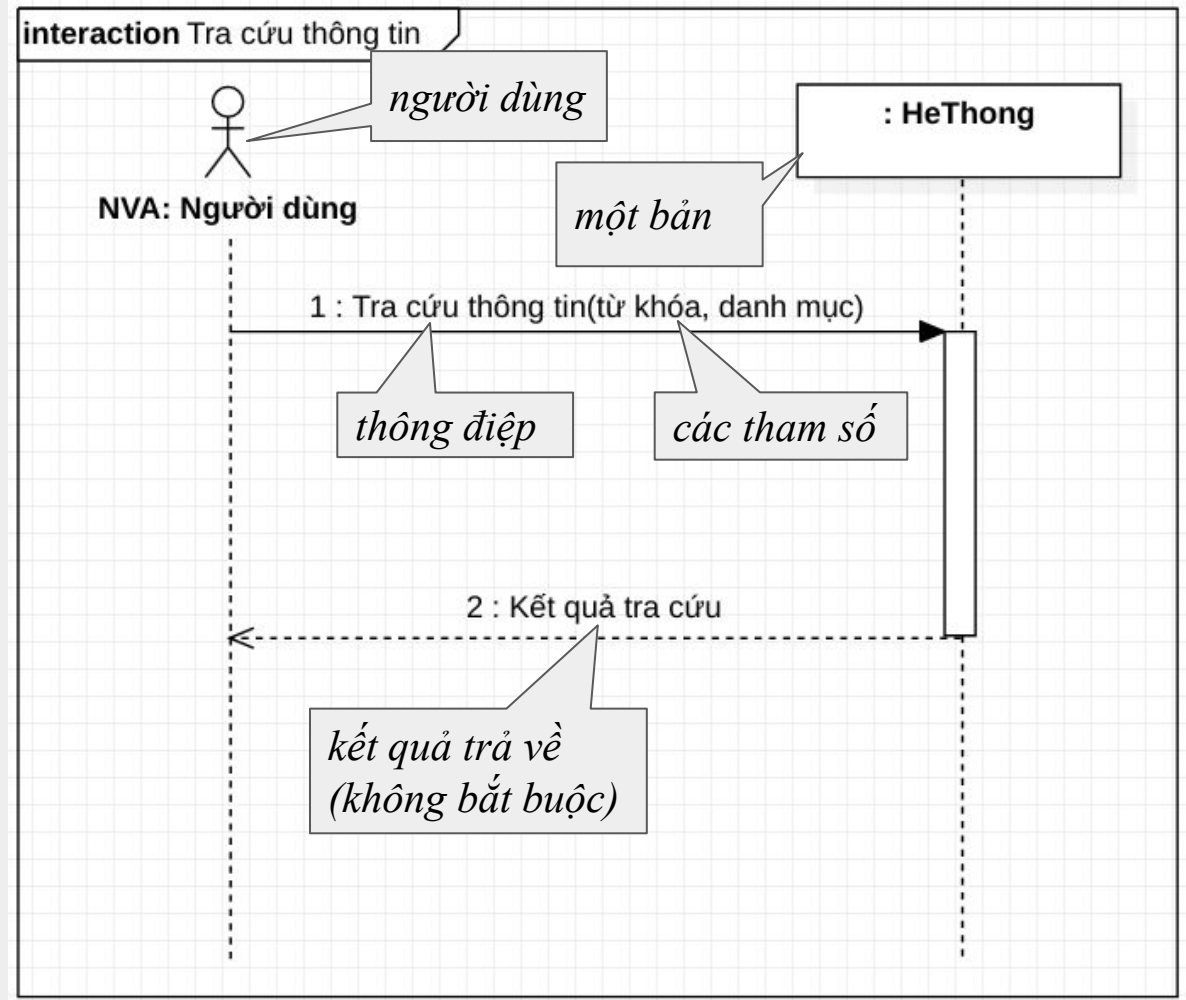 interaction Tra cứu thông tin
người dùng
: HeThong
một bản
NVA: Người dùng
1 : Tra cứu thông tin(từ khóa, danh mục)
thông điệp
các tham số
2 : Kết quả tra cứu
kết quả trả về
(không bắt buộc)